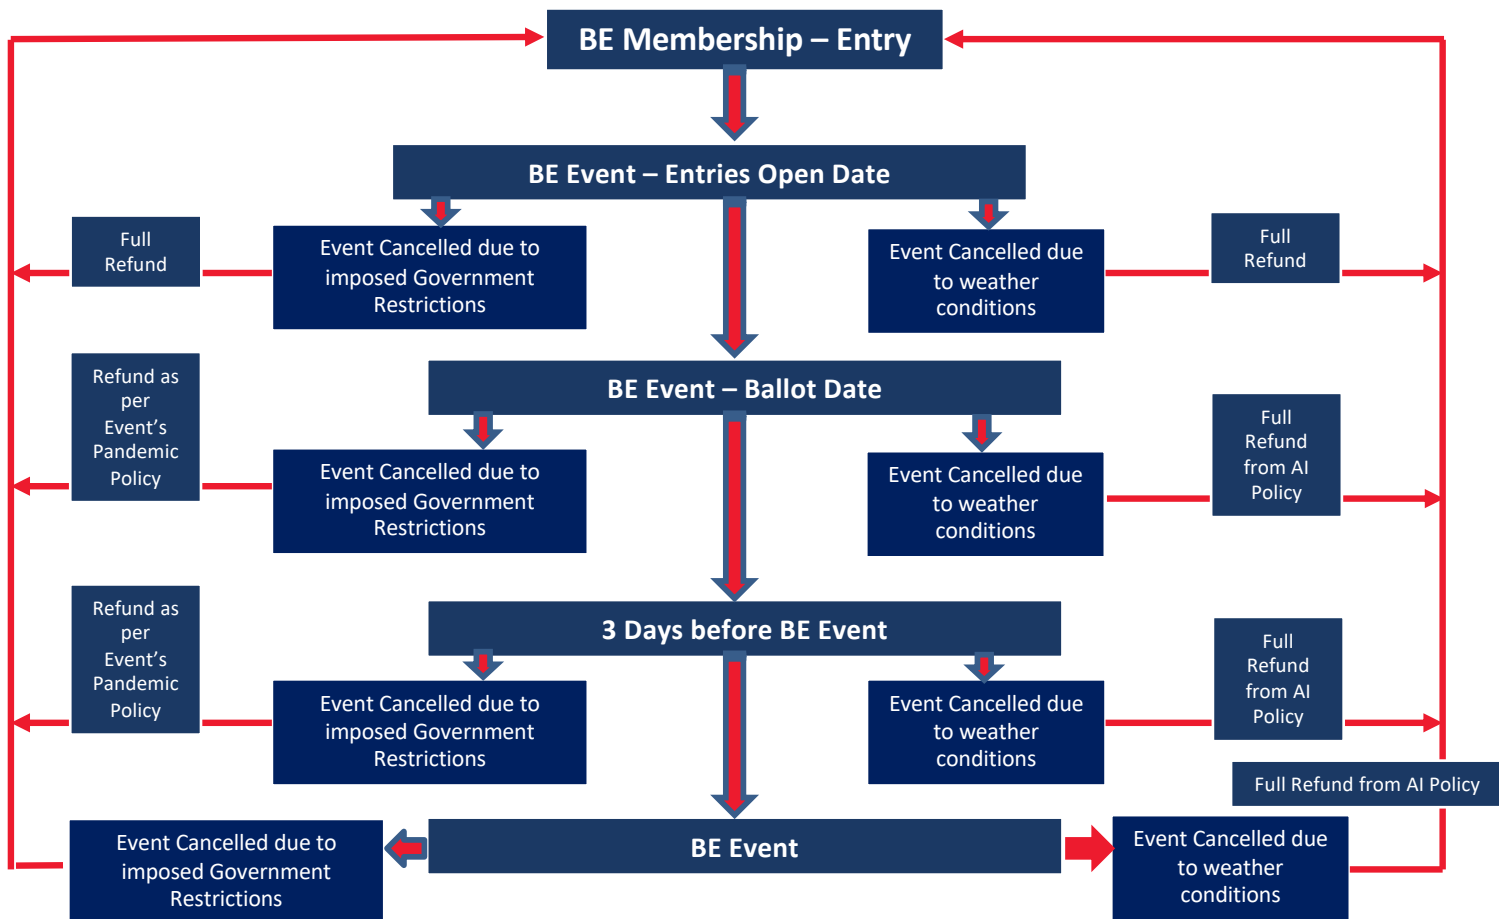 BE Membership – Entry
BE Event – Entries Open Date
Full
Refund
Event Cancelled due to
imposed Government
Restrictions
Event Cancelled due
to weather
conditions
Full
Refund
Refund as
per
Event’s
Pandemic
Policy
BE Event – Ballot Date
Event Cancelled due to
imposed Government
Restrictions
Event Cancelled due
to weather
conditions
Full
Refund
from AI
Policy
Refund as
per
Event’s
Pandemic
Policy
3 Days before BE Event
Event Cancelled due to
imposed Government
Restrictions
Event Cancelled due
to weather
conditions
Full
Refund
from AI
Policy
Full Refund from AI Policy
Event Cancelled due to
imposed Government
Restrictions
BE Event
Event Cancelled due
to weather
conditions